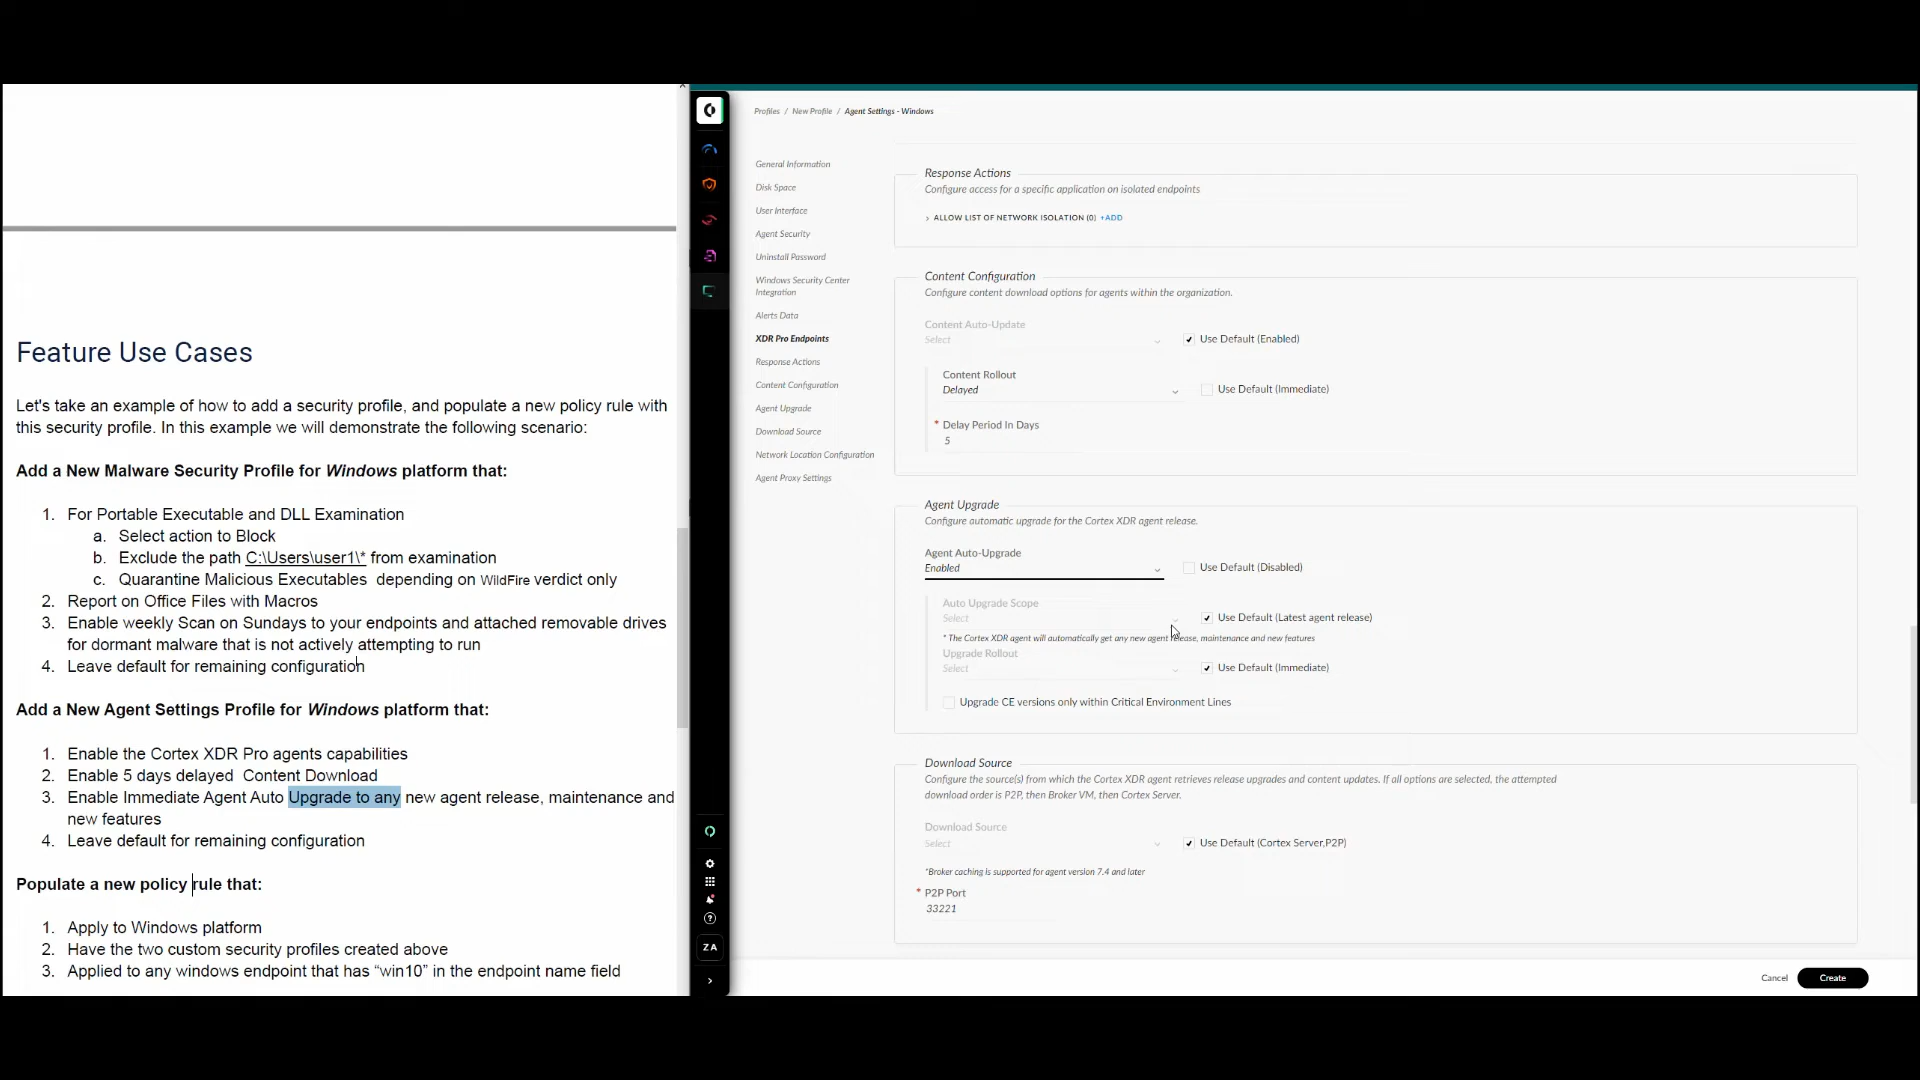 Feature Use Cases
Let's take an example of how to add a security profile, and populate a new policy rule with
this security profile. In this example we will demonstrate the following scenario:
Add a New Malware Security Profile for Windows platform that:
1. For Portable Executable and DLL Examination
a. Select action to Block
b. Exclude the path C:\Users\user1\* from examination
c. Quarantine Malicious Executables depending on WildFire verdict only
2. Report on Office Files with Macros
3. Enable weekly Scan on Sundays to your endpoints and attached removable drives
for dormant malware that is not actively attempting to run
4. Leave default for remaining configuration
Add a New Agent Settings Profile for Windows platform that:
1. Enable the Cortex XDR Pro agents capabilities
2. Enable 5 days delayed Content Download
3. Enable Immediate Agent Auto Upgrade to any new agent release, maintenance and
new features
4. Leave default for remaining configuration
Populate a new policy rule that:
1. Apply to Windows platform
2. Have the two custom security profiles created above
3. Applied to any windows endpoint that has “win10” in the endpoint name field
ZA
Profiles / New Profile / Agent Settings - Windows
General Information
Disk Space
User Interface
Agent Security
Uninstall Password
Windows Security Center
Integration
Alerts Data
XDR Pro Endpoints
Response Actions
Content Configuration
Agent Upgrade
Download Source
Network Location Configuration
Agent Proxy Settings
Response Actions
Configure access for a specific application on isolated endpoints
ALLOW LIST OF NETWORK ISOLATION (0) +ADD
Content Configuration
Configure content download options for agents within the organization.
Content Auto-Update
Select
Use Default (Enabled)
Content Rollout
Delayed
Use Default (Immediate)
* Delay Period In Days
5
Agent Upgrade
Configure automatic upgrade for the Cortex XDR agent release.
Agent Auto-Upgrade
Enabled
Use Default (Disabled)
Auto Upgrade Scope
Select
Use Default (Latest agent release)
* The Cortex XDR agent will automatically get any new agent release, maintenance and new features
Upgrade Rollout
Select
Use Default (Immediate)
Upgrade CE versions only within Critical Environment Lines
Download Source
Configure the source(s) from which the Cortex XDR agent retrieves release upgrades and content updates. If all options are selected, the attempted
download order is P2P, then Broker VM, then Cortex Server.
Download Source
Select
Use Default (Cortex Server,P2P)
*Broker caching is supported for agent version 7.4 and later
* P2P Port
33221
Cancel
Create